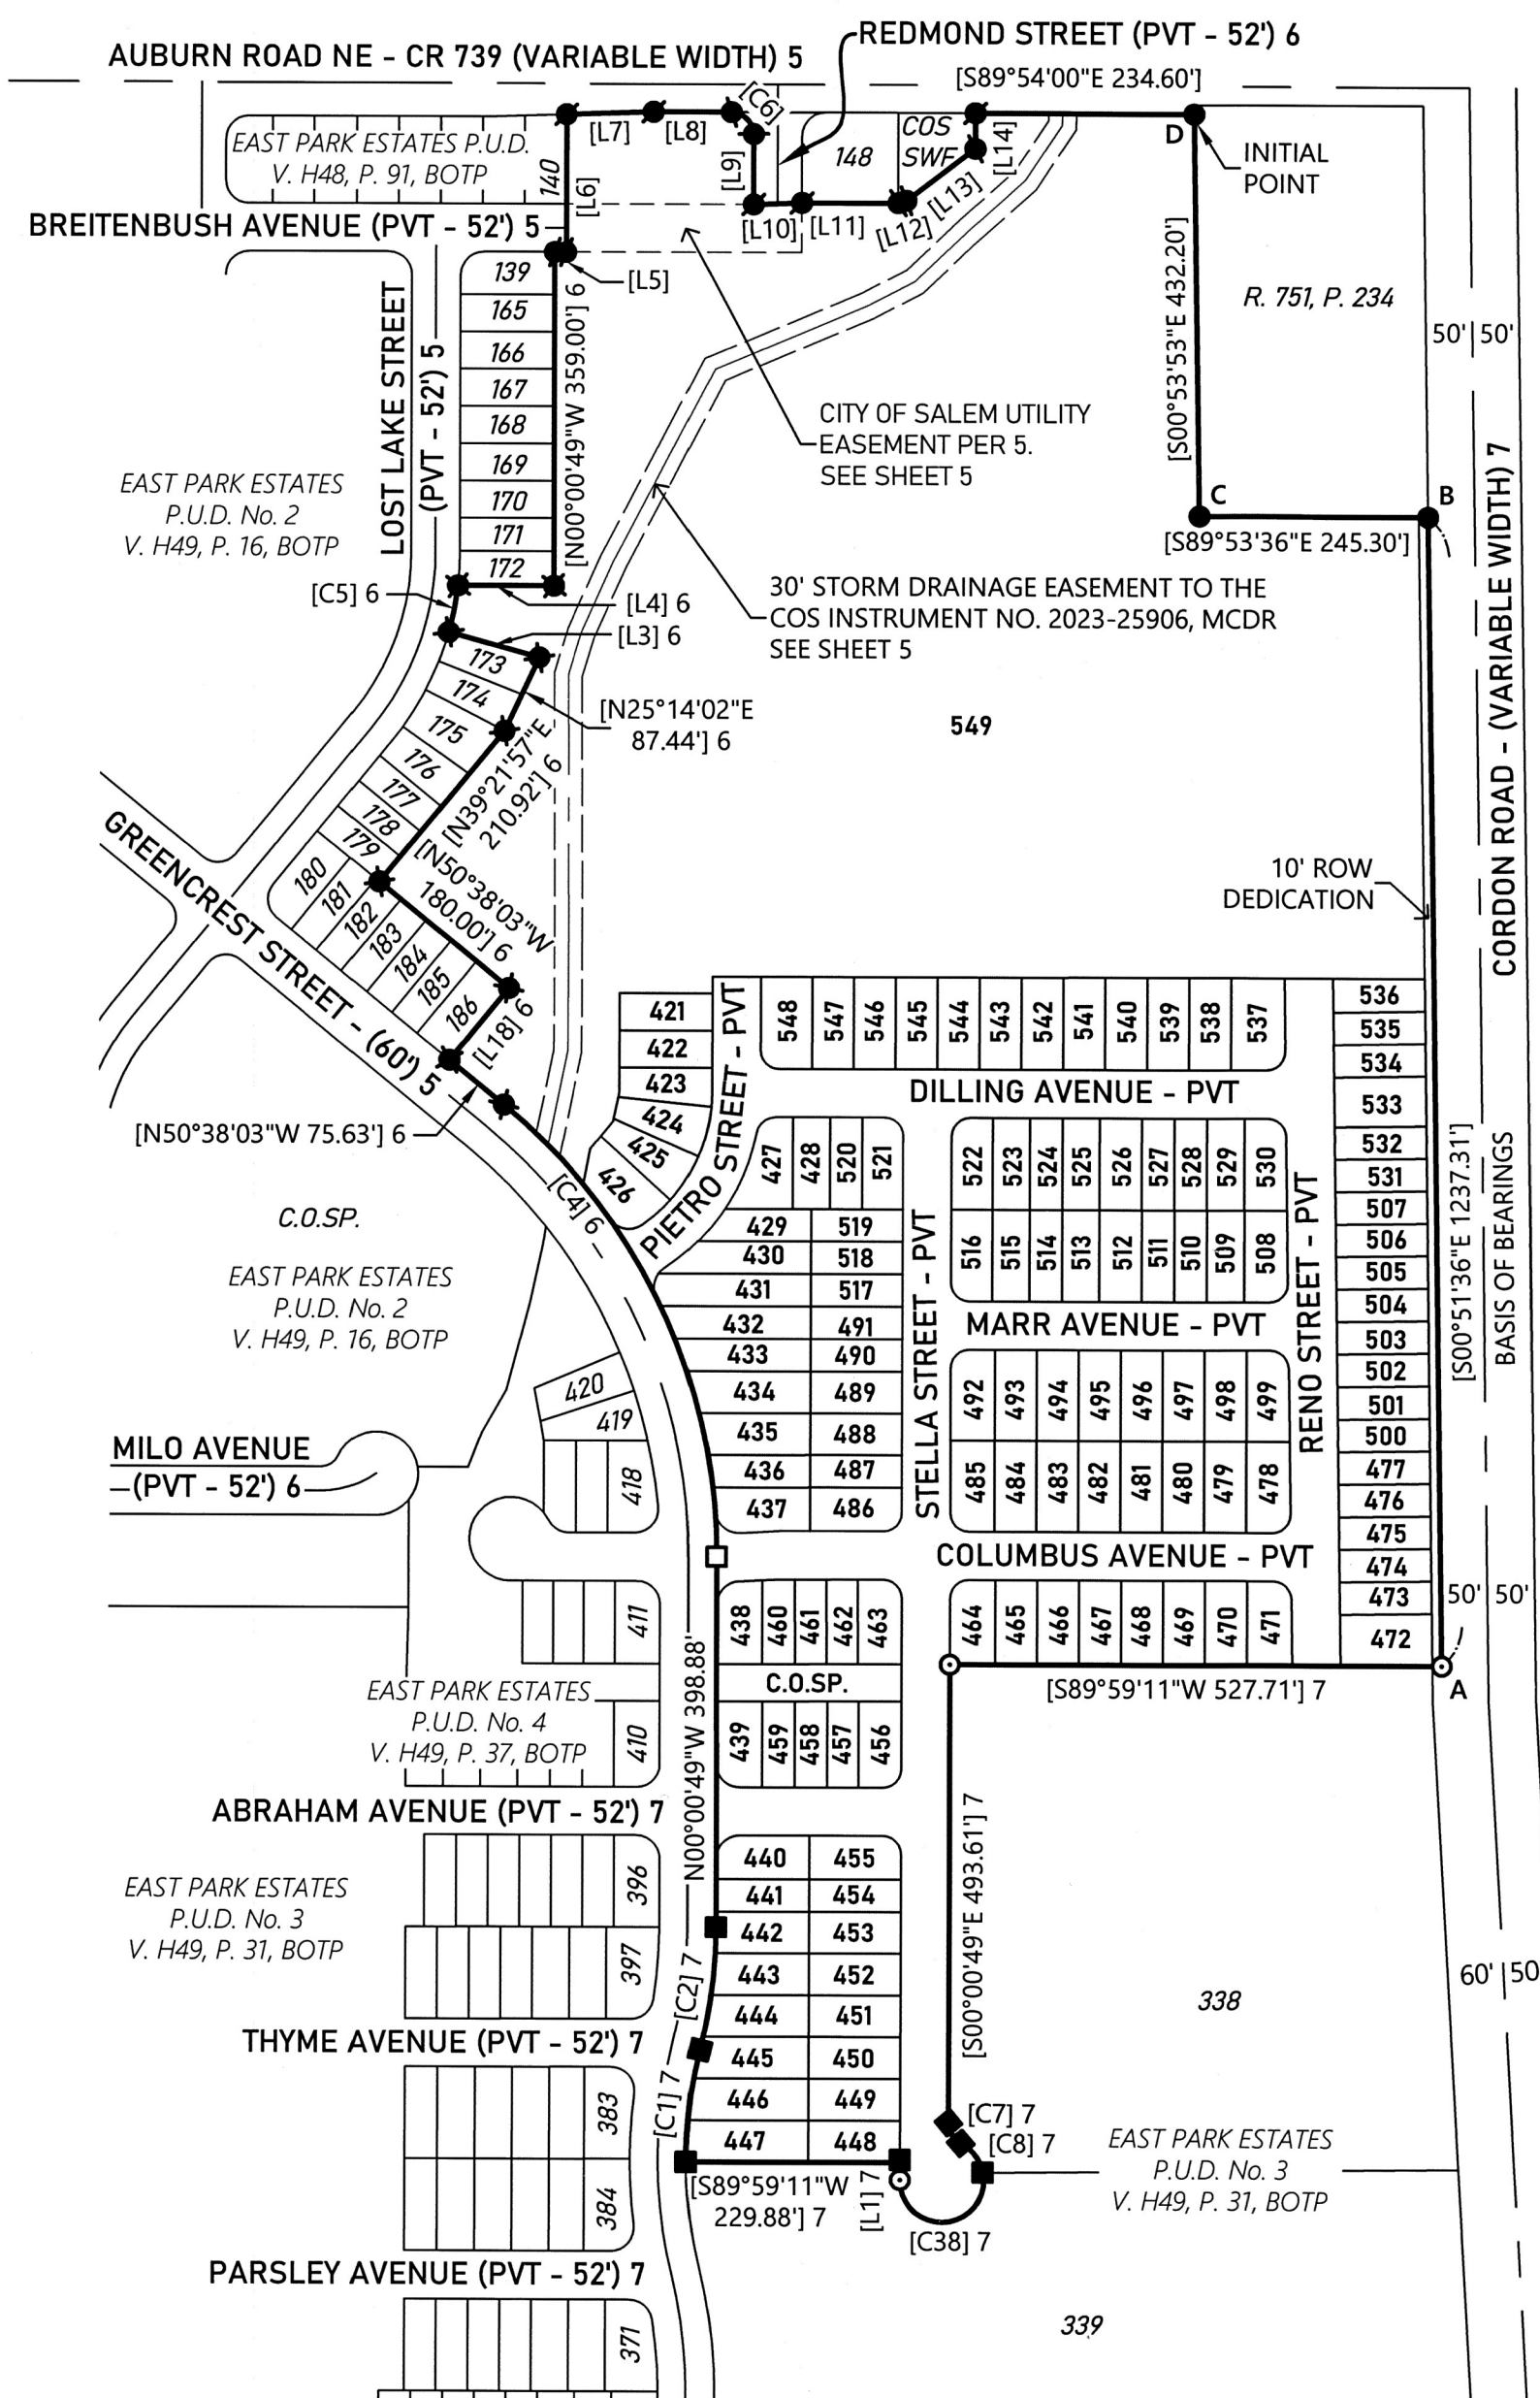 REDMOND STREET (PVT - 52') 6
AUBURN ROAD NE - CR 739 (VARIABLE WIDTH) 5
[S89°54'00"E 234.60']
[C6]
[L7]
[L8]
COS
SWF
[L14]
D
INITIAL
POINT
EAST PARK ESTATES P.U.D.
V. H48, P. 91, BOTP
140
[L6]
[L9]
148
[L13]
BREITENBUSH AVENUE (PVT - 52') 5
[L10]
[L11]
[L12]
[L5]
139
165
166
167
168
169
170
171
172
LOST LAKE STREET
(PVT - 52') 5
[N00°00'49"W 359.00'] 6
[S00°53'53"E 432.20']
R. 751, P. 234
50'
50'
CITY OF SALEM UTILITY
EASEMENT PER 5.
SEE SHEET 5
EAST PARK ESTATES
P.U.D. No. 2
V. H49, P. 16, BOTP
C
B
[S89°53'36"E 245.30']
CORDON ROAD - (VARIABLE WIDTH) 7
[C5] 6
[L4] 6
[L3] 6
30' STORM DRAINAGE EASEMENT TO THE
COS INSTRUMENT NO. 2023-25906, MCDR
SEE SHEET 5
173
174
175
176
177
178
179
[N25°14'02"E
87.44'] 6
549
[N39°21'57"E
210.92'] 6
[N50°38'03"W
180.00'] 6
GREENCREST STREET - (60') 5
180
181
182
183
184
185
186
[L18] 6
10' ROW
DEDICATION
[N50°38'03"W 75.63'] 6
421
422
423
424
425
426
PIETRO STREET - PVT
548
547
546
545
544
543
542
541
540
539
538
537
536
535
534
533
532
531
507
506
505
504
503
502
501
500
477
476
475
474
473
472
DILLING AVENUE - PVT
427
428
520
521
522
523
524
525
526
527
528
529
530
516
515
514
513
512
511
510
509
508
[S00°51'36"E 1237.31']
BASIS OF BEARINGS
[C4] 6
C.O.SP.
EAST PARK ESTATES
P.U.D. No. 2
V. H49, P. 16, BOTP
429
519
430
518
431
517
432
491
433
490
434
489
435
488
436
487
437
486
STELLA STREET - PVT
MARR AVENUE - PVT
RENO STREET - PVT
492
493
494
495
496
497
498
499
485
484
483
482
481
480
479
478
420
419
418
MILO AVENUE
(PVT - 52') 6
COLUMBUS AVENUE - PVT
50'
50'
411
438
460
461
462
463
464
465
466
467
468
469
470
471
C.O.SP.
[S89°59'11"W 527.71'] 7
A
EAST PARK ESTATES
P.U.D. No. 4
V. H49, P. 37, BOTP
410
N00°00'49"W 398.88'
439
459
458
457
456
ABRAHAM AVENUE (PVT - 52') 7
[S00°00'49"E 493.61'] 7
440
455
441
454
442
453
443
452
444
451
445
450
446
449
447
448
EAST PARK ESTATES
P.U.D. No. 3
V. H49, P. 31, BOTP
396
397
[C2] 7
60'
50
338
THYME AVENUE (PVT - 52') 7
[C1] 7
383
384
[C7] 7
[C8] 7
EAST PARK ESTATES
P.U.D. No. 3
V. H49, P. 31, BOTP
[S89°59'11"W
229.88'] 7
[L1] 7
[C38] 7
PARSLEY AVENUE (PVT - 52') 7
371
339